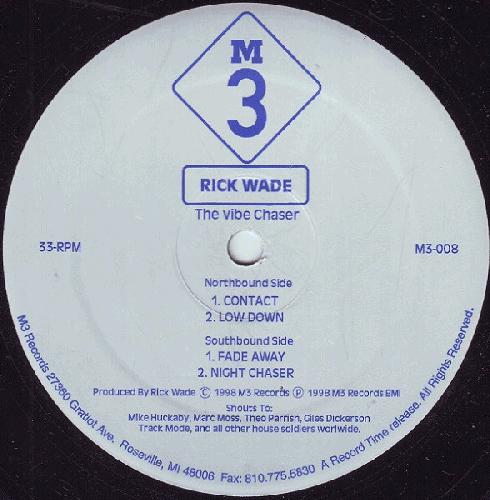 M
3
RICK WADE
The Vibe Chaser
33-RPM
M3-008
Northbound Side
1. CONTACT
2. LOW DOWN
Southbound Side
1. FADE AWAY
2. NIGHT CHASER
Produced By Rick Wade Ⓒ 1998 M3 Records Ⓟ 1998 M3 Records BMI
Shouts To:
Mike Huckaby, Marc Moss, Theo Parrish, Giles Dickerson
Track Mode, and all other house soldiers worlwide.
M3 Records 27360 Gratiot Ave. Roseville, MI 48066 Fax: 810.775.5830 A Record Time release. All Rights Reserved.